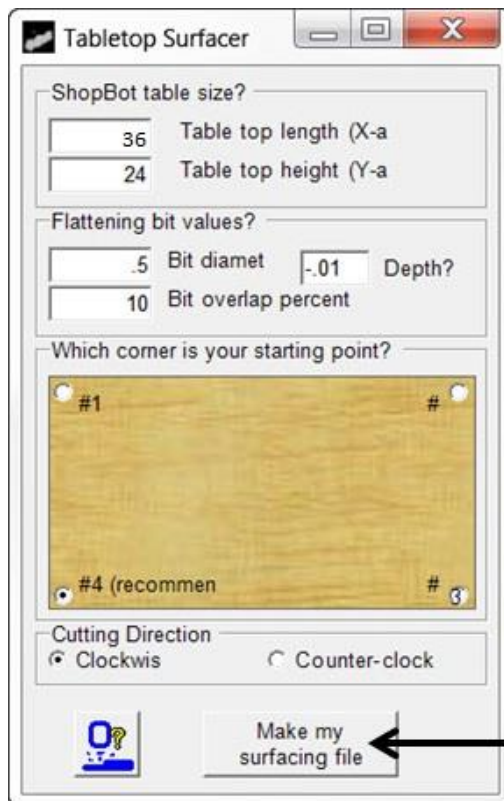 Tabletop Surfacer
ShopBot table size?
36 Table top length (X-a
24 Table top height (Y-a
Flattening bit values?
.5 Bit diamet -.01 Depth?
10 Bit overlap percent
Which corner is your starting point?
#1 #
#4 (recommen # 3
Cutting Direction
Clockwis Counter-clock
?
Make my
surfacing file